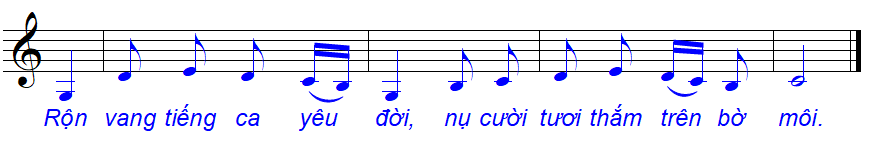 Rộn vang tiếng ca yêu đời, nụ cười tươi thắm trên bờ môi.